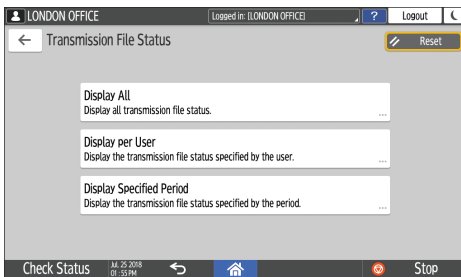 LONDON OFFICE
Logged in: [LONDON OFFICE]
?
Logout
Transmission File Status
Reset
Display All
Display all transmission file status.
...
Display per User
Display the transmission file status specified by the user.
...
Display Specified Period
Display the transmission file status specified by the period.
...
Check Status
Jul. 25 2018
01:55 PM
Stop